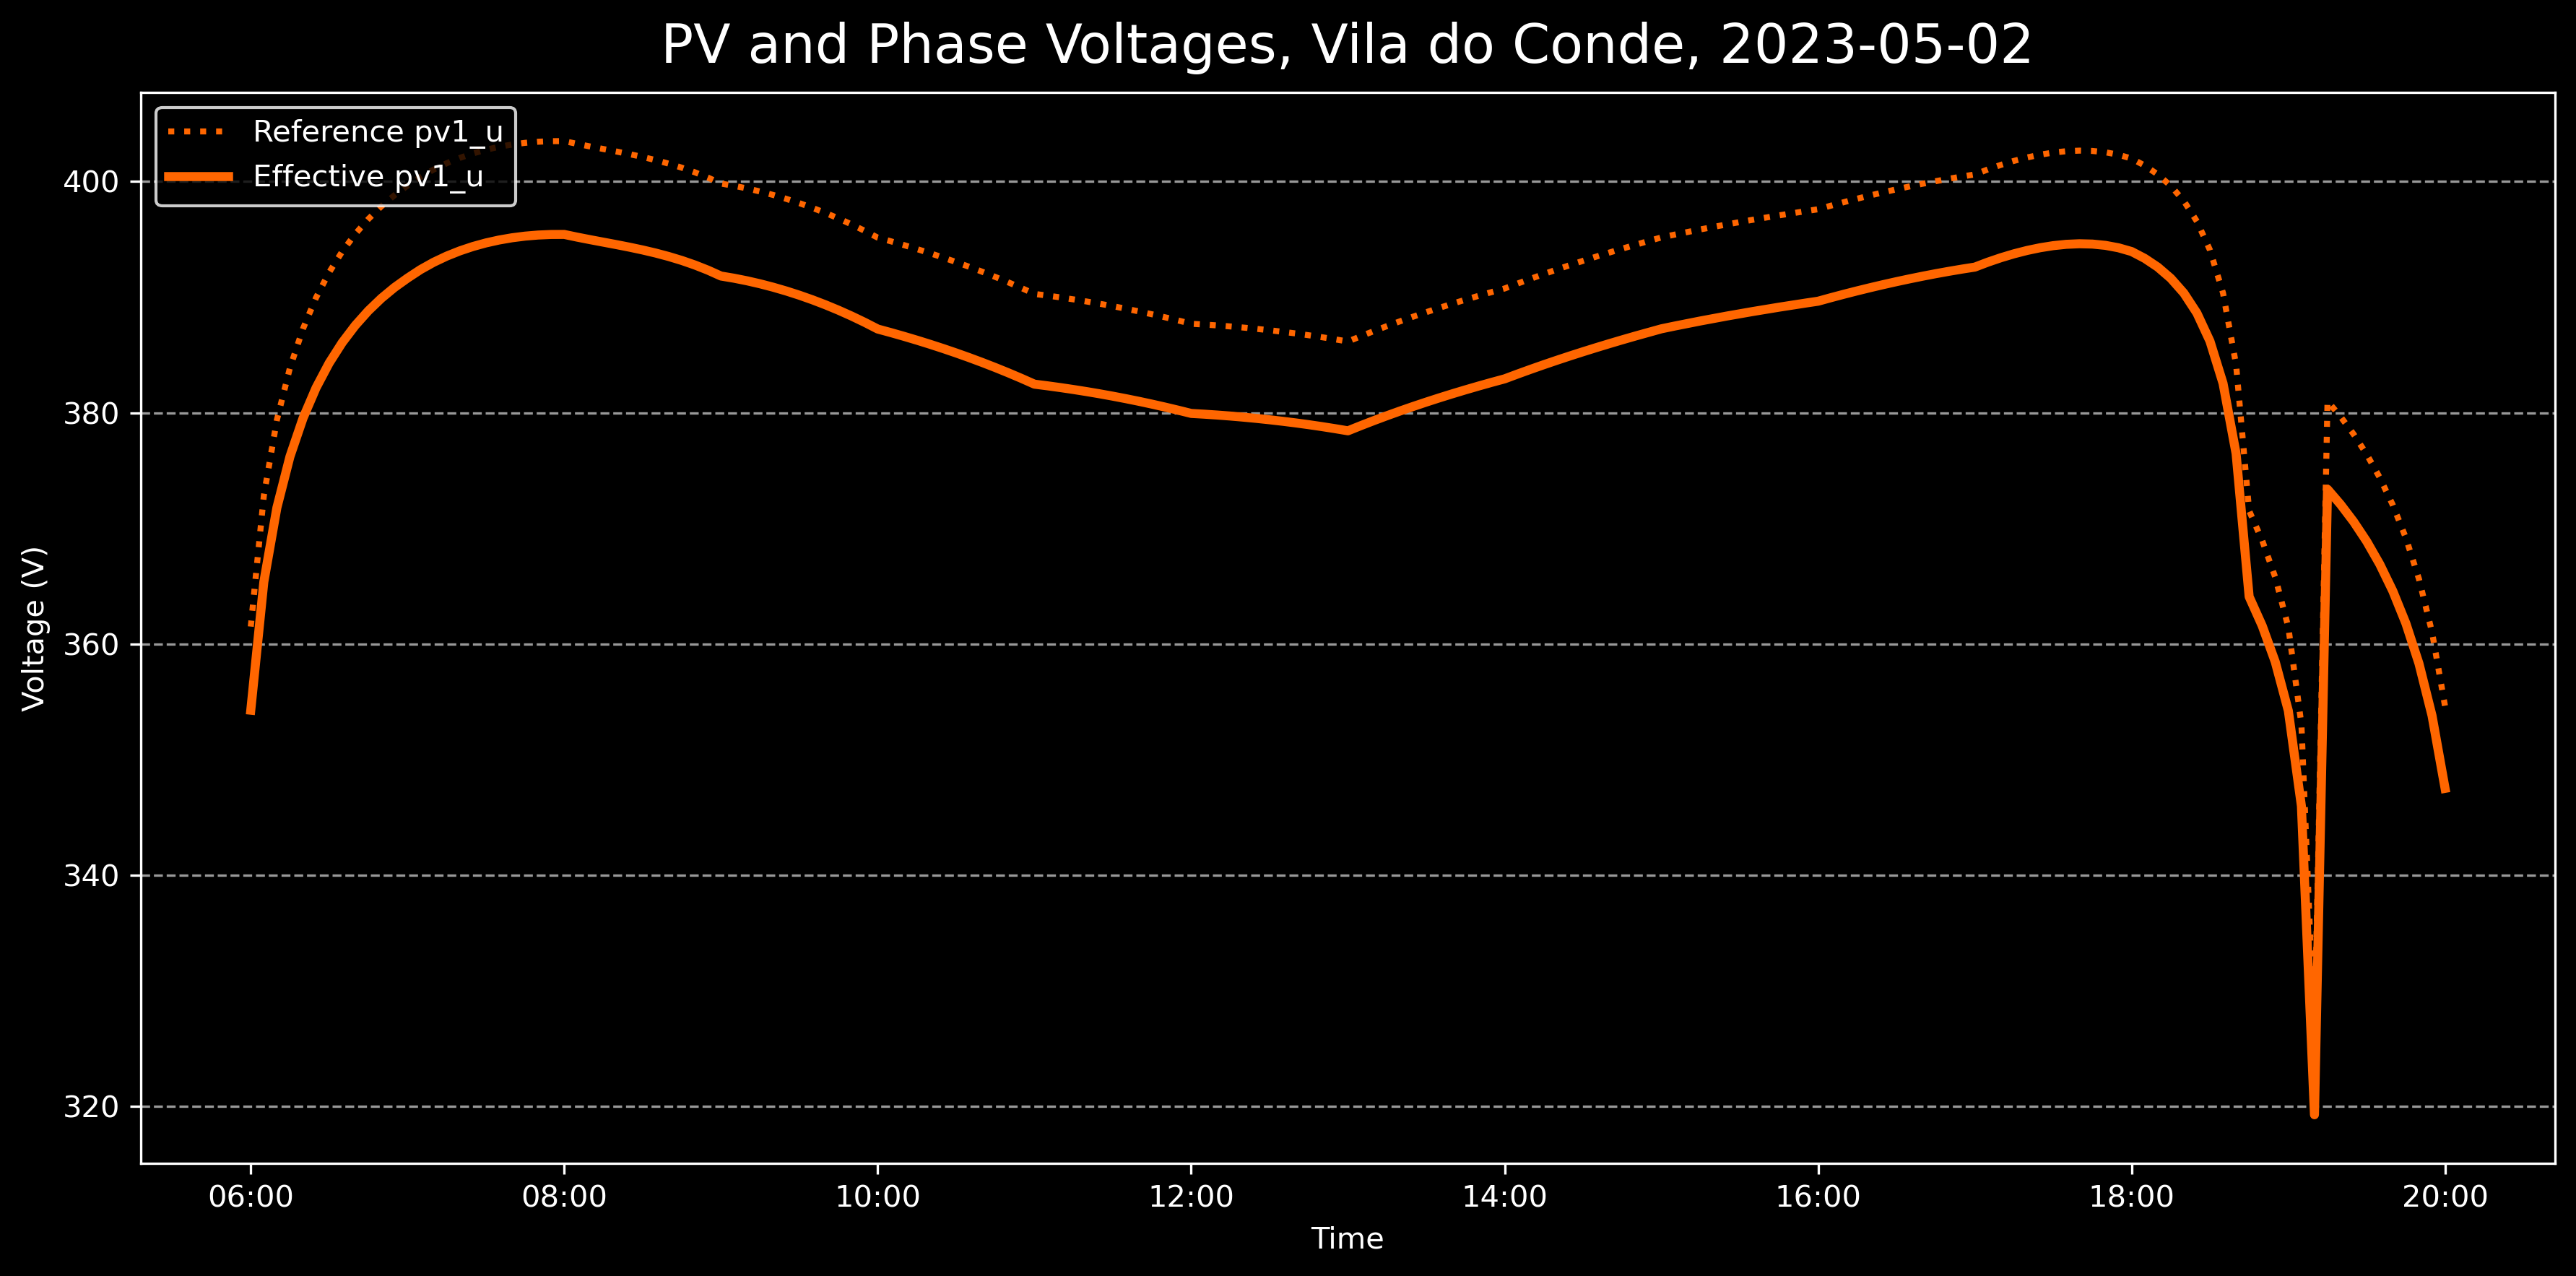 PV and Phase Voltages, Vila do Conde, 2023-05-02
Reference pv1_u
Effective pv1_u
Voltage (V)
400
380
360
340
320
06:00 08:00 10:00 12:00 14:00 16:00 18:00 20:00
Time